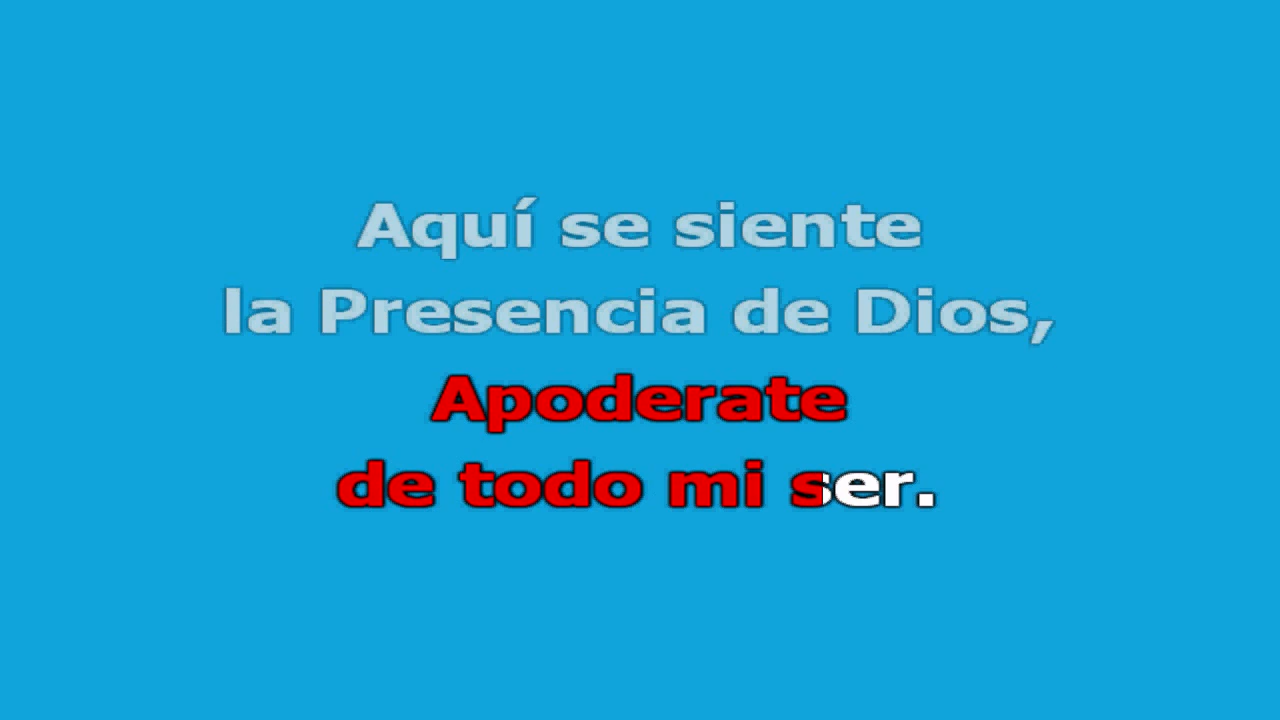 Aquí se siente
la Presencia de Dios,
Apoderate
de todo mi ser.